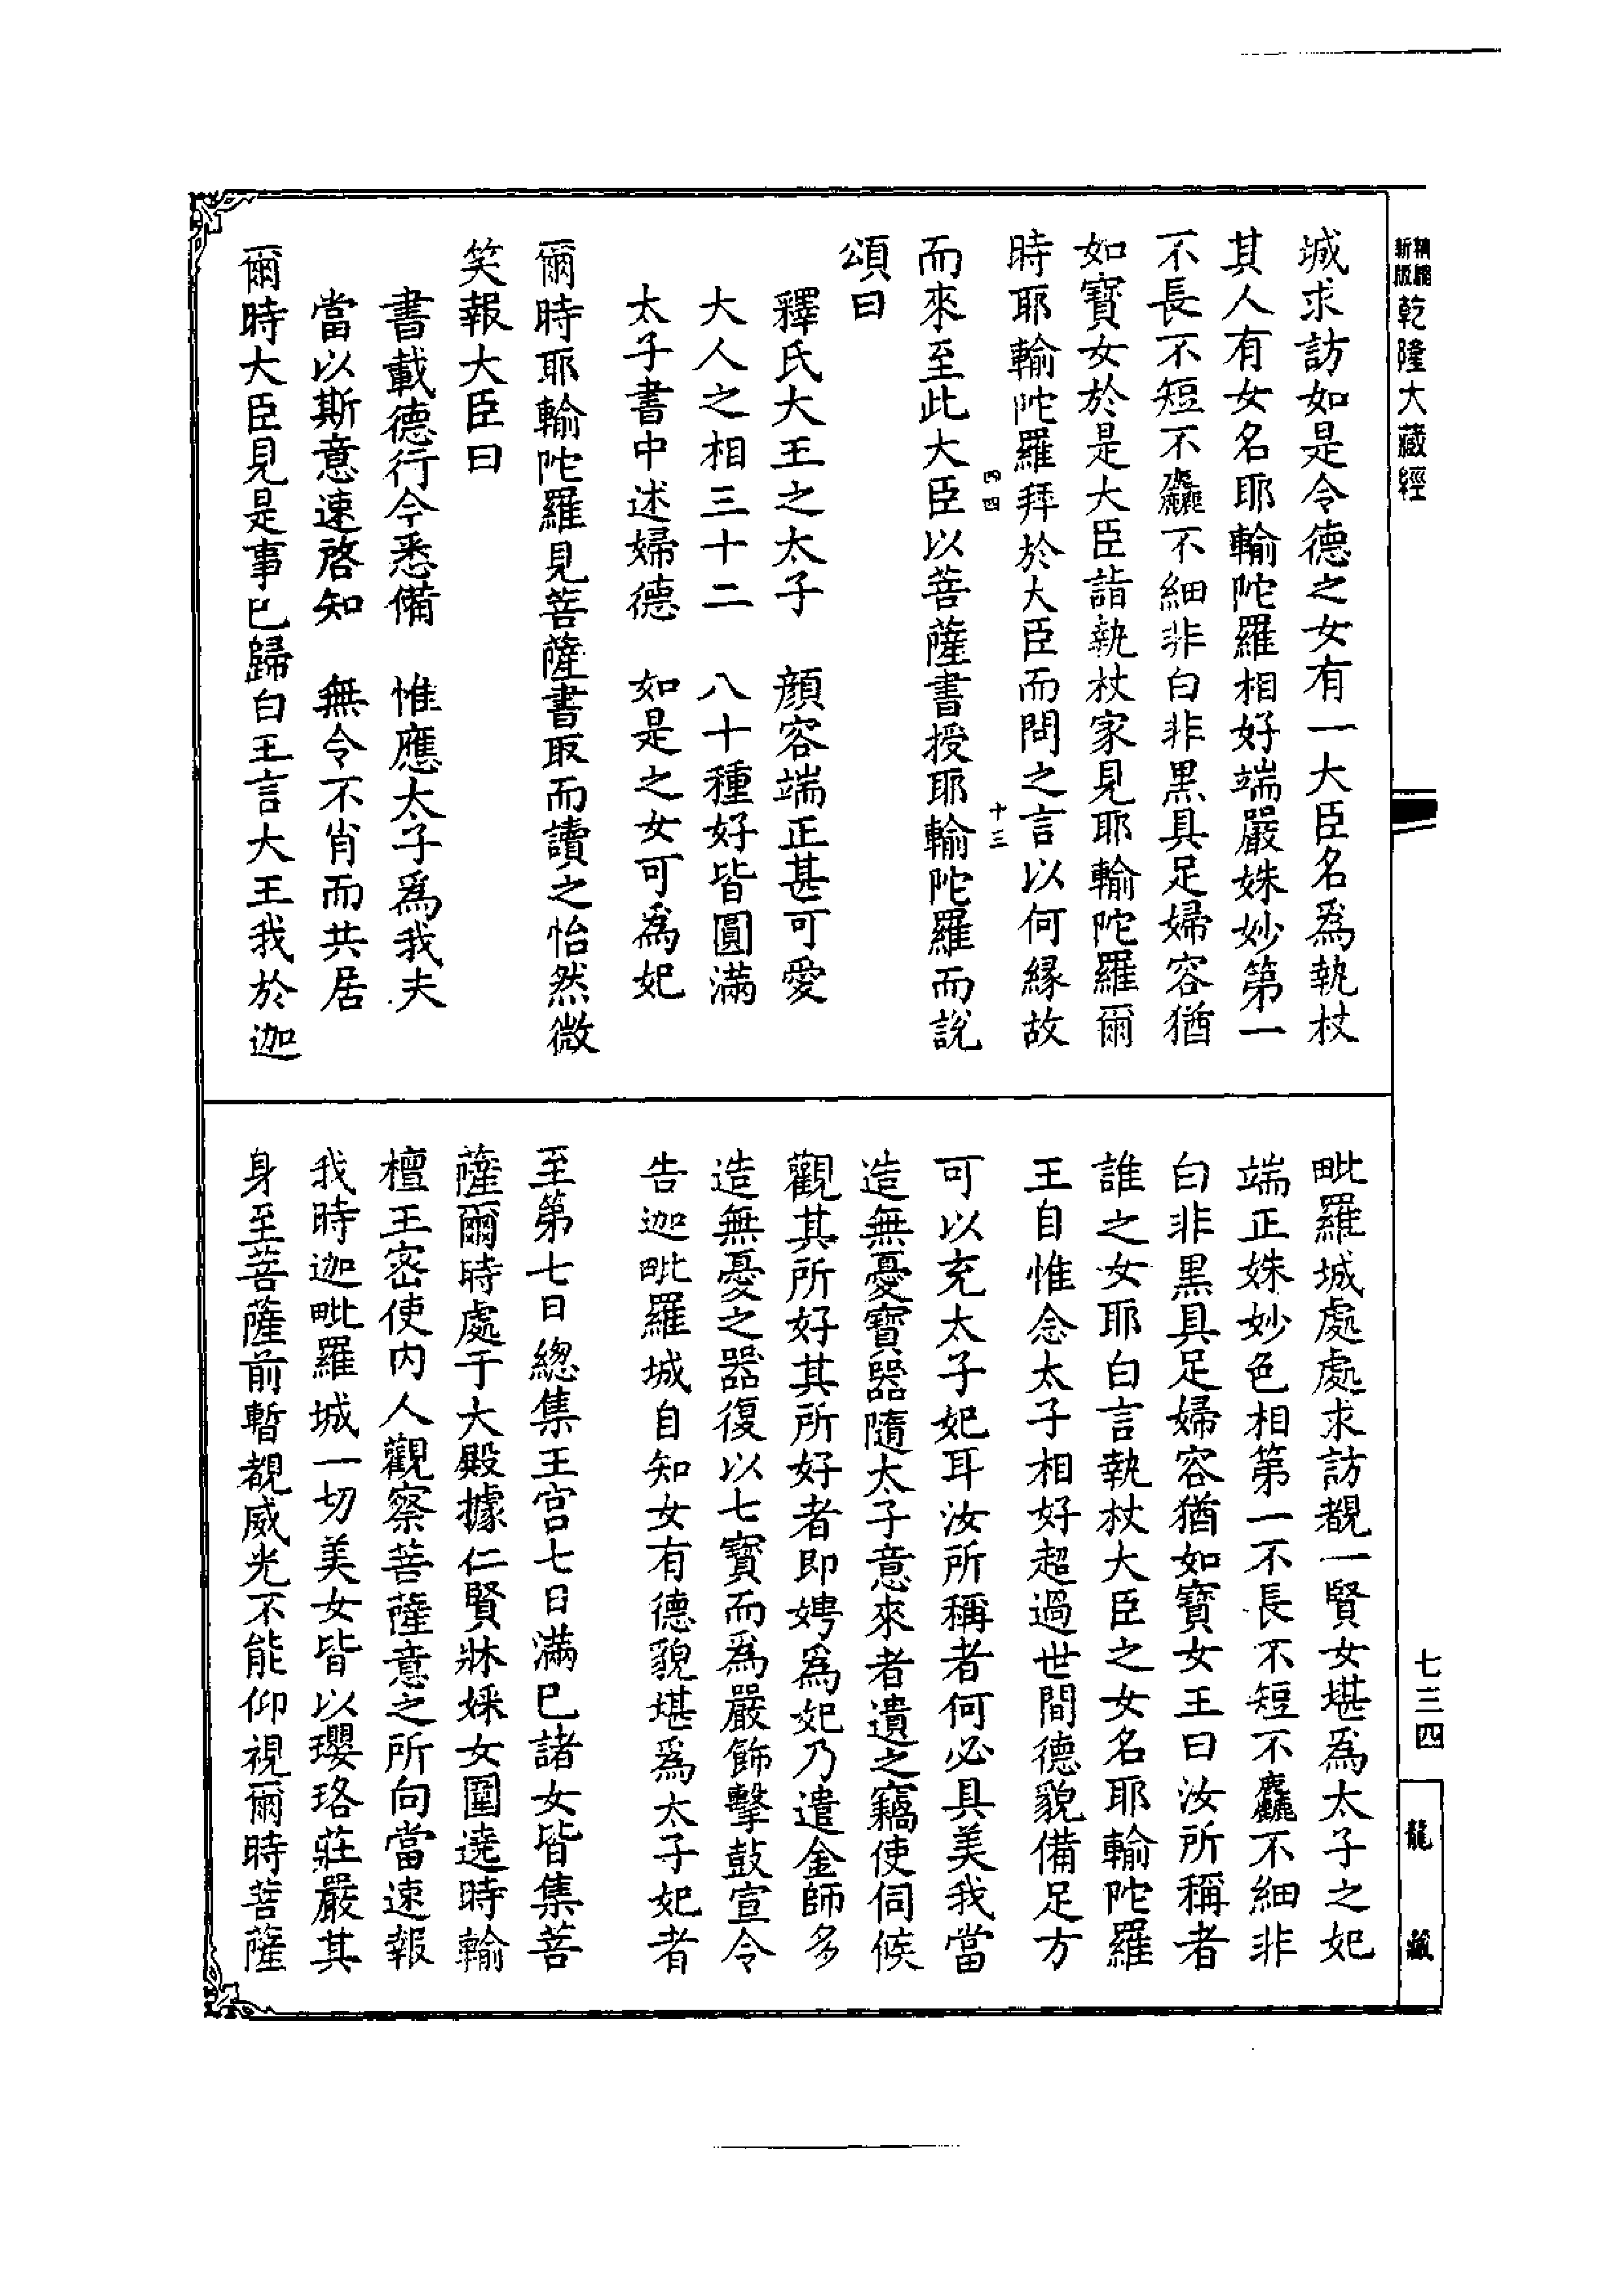 新版
精縮
乾隆大藏經
城求訪如是令德之女有一大臣名爲執杖
其人有女名耶輸陀羅相好端嚴姝妙第一
不長不短不麤不細非白非黑具足婦容猶
如寶女於是大臣詣執杖家見耶輸陀羅爾
時耶輸陀羅拜於大臣而問之言以何緣故
四四
十三
而來至此大臣以菩薩書授耶輸陀羅而說
頌曰
釋氏大王之太子　顏容端正甚可愛
大人之相三十二　八十種好皆圓滿
太子書中述婦德　如是之女可爲妃
爾時耶輸陀羅見菩薩書取而讀之怡然微
笑報大臣曰
書載德行今悉備　惟應太子爲我夫
當以斯意速啓知　無令不肖而共居
爾時大臣見是事已歸白王言大王我於迦
毗羅城處處求訪覩一賢女堪爲太子之妃
端正姝妙色相第一不長不短不麤不細非
白非黑具足婦容猶如寶女王曰汝所稱者
誰之女耶白言執杖大臣之女名耶輸陀羅
王自惟念太子相好超過世間德貌備足方
可以充太子妃耳汝所稱者何必具美我當
造無憂寶器隨太子意來者遺之竊使伺候
觀其所好其所好者即娉爲妃乃遣金師多
造無憂之器復以七寶而爲嚴飾擊鼓宣令
告迦毗羅城自知女有德貌堪爲太子妃者
至第七日總集王宮七日滿已諸女皆集菩
薩爾時處于大殿據仁賢牀婇女圍遶時輸
檀王密使內人觀察菩薩意之所向當速報
我時迦毗羅城一切美女皆以瓔珞莊嚴其
身至菩薩前暫覩威光不能仰視爾時菩薩
七三四
龍藏